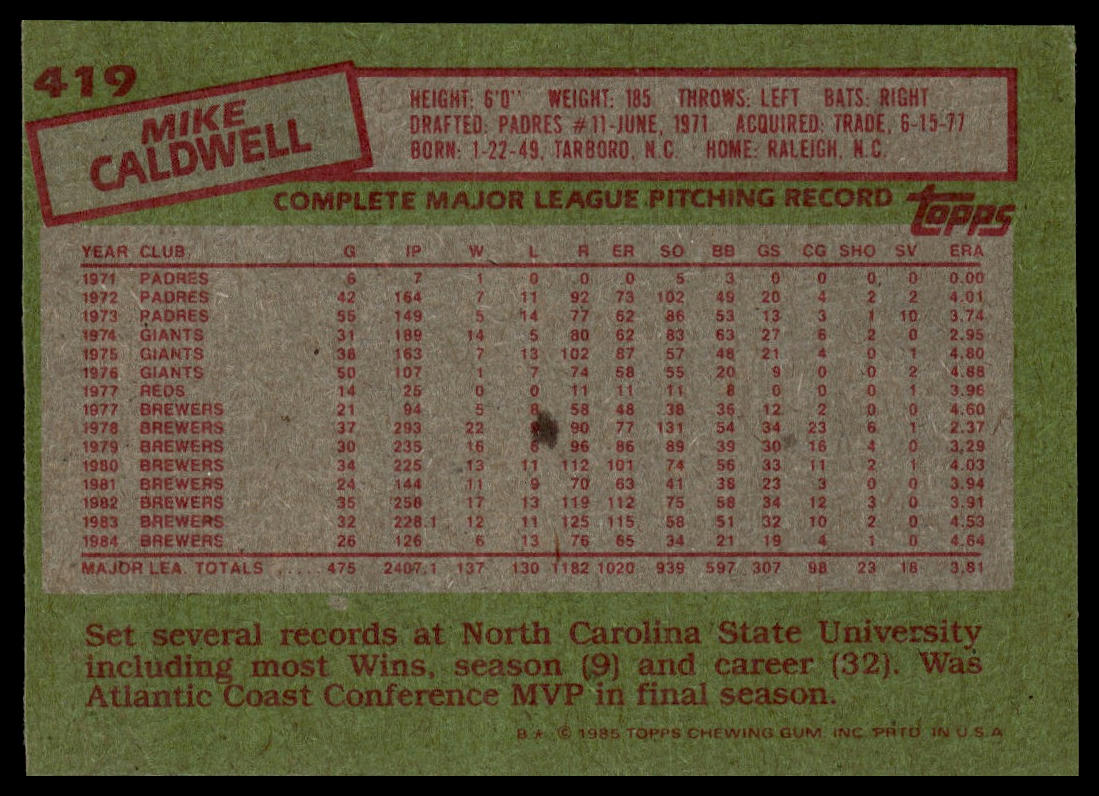 419
MIKE
CALDWELL
HEIGHT: 6'0" WEIGHT: 185 THROWS: LEFT BATS: RIGHT
DRAFTED: PADRES #11-JUNE, 1971 ACQUIRED: TRADE, 6-15-77
BORN: 1-22-49, TARBORO, N.C. HOME: RALEIGH, N.C.
COMPLETE MAJOR LEAGUE PITCHING RECORD
Topps
YEAR CLUB G IP W L R ER SO BB GS CG SHO SV ERA
1971 PADRES 6 7 1 0 0 0 5 3 0 0 0 0 0.00
1972 PADRES 42 164 7 11 92 73 102 49 20 4 2 2 4.01
1973 PADRES 55 149 5 14 77 62 86 53 13 3 1 10 3.74
1974 GIANTS 31 189 14 5 80 62 83 63 27 6 2 0 2.95
1975 GIANTS 38 163 7 13 102 87 57 48 21 4 0 1 4.80
1976 GIANTS 50 107 1 7 74 58 55 20 9 0 0 2 4.88
1977 REDS 14 25 0 0 11 11 11 8 0 0 0 1 3.96
1977 BREWERS 21 94 5 8 58 48 38 36 12 2 0 0 4.60
1978 BREWERS 37 293 22 90 77 131 54 34 23 6 1 2.37
1979 BREWERS 30 235 16 6 96 86 89 39 30 16 4 0 3.29
1980 BREWERS 34 225 13 11 112 101 74 56 33 11 2 1 4.03
1981 BREWERS 24 144 11 9 70 63 41 38 23 3 0 0 3.94
1982 BREWERS 35 258 17 13 119 112 75 58 34 12 3 0 3.91
1983 BREWERS 32 228.1 12 11 125 115 58 51 32 10 2 0 4.53
1984 BREWERS 26 126 6 13 76 65 34 21 19 4 1 0 4.64
MAJOR LEA. TOTALS ..... 475 2407.1 137 130 1182 1020 939 597 307 98 23 18 3.81
Set several records at North Carolina State University
including most Wins, season (9) and career (32). Was
Atlantic Coast Conference MVP in final season.
B★ © 1985 TOPPS CHEWING GUM, INC. PRTD. IN U.S.A.